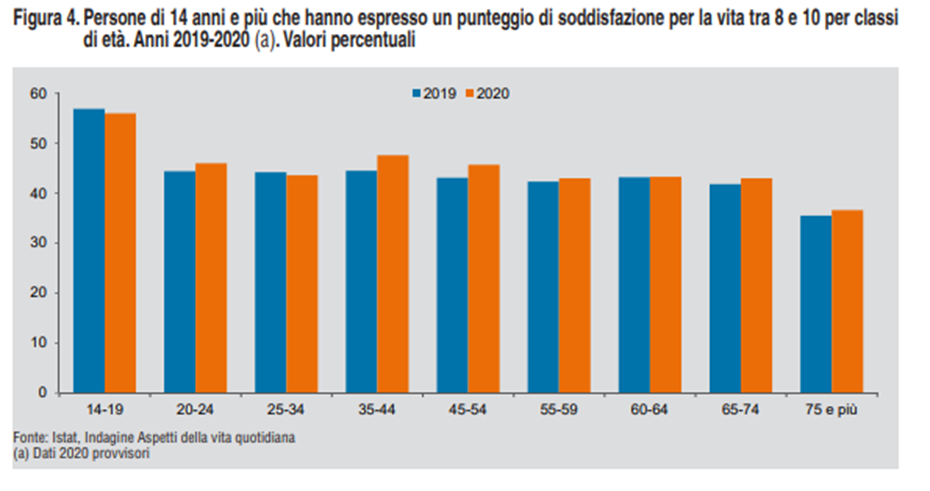 Figura 4. Persone di 14 anni e più che hanno espresso un punteggio di soddisfazione per la vita tra 8 e 10 per classi
di età. Anni 2019-2020 (a). Valori percentuali
2019 2020
60
50
40
30
20
10
0
14-19 20-24 25-34 35-44 45-54 55-59 60-64 65-74 75 e più
Fonte: Istat, Indagine Aspetti della vita quotidiana
(a) Dati 2020 provvisori